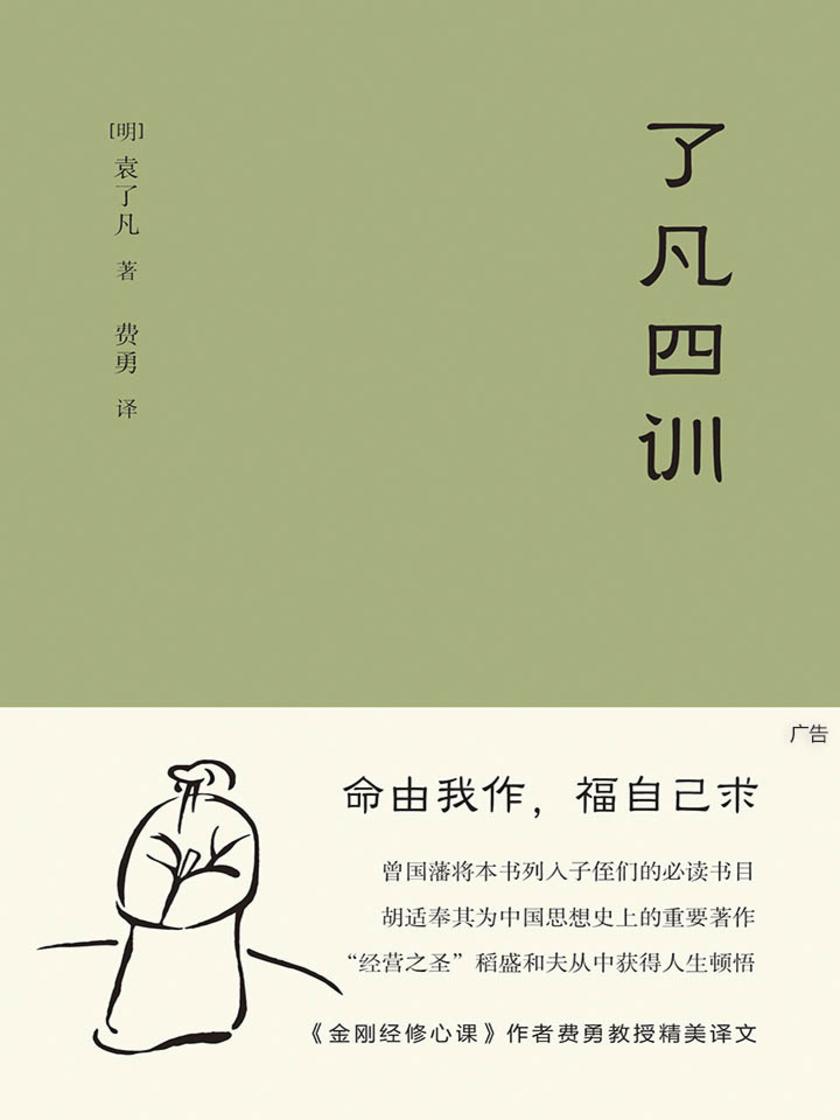 了凡四训
[明]袁了凡 著 费勇 译
广告
命由我作，福自己求
曾国藩将本书列入子侄们的必读书目
胡适奉其为中国思想史上的重要著作
“经营之圣”稻盛和夫从中获得人生顿悟
《金刚经修心课》作者费勇教授精美译文